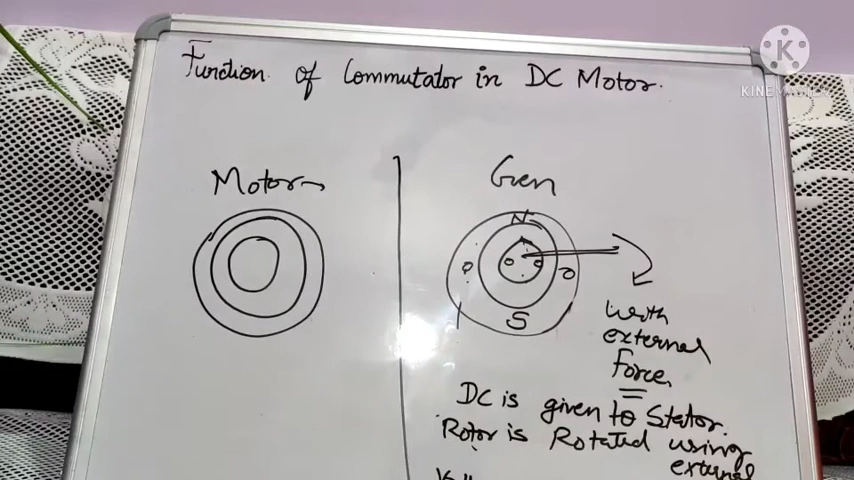 Function of Commutator in DC Motor.
Motor
Gen
N
S
with
external
force.
DC is given to Stator.
Rotor is Rotated using
external
K
KINEMASTER